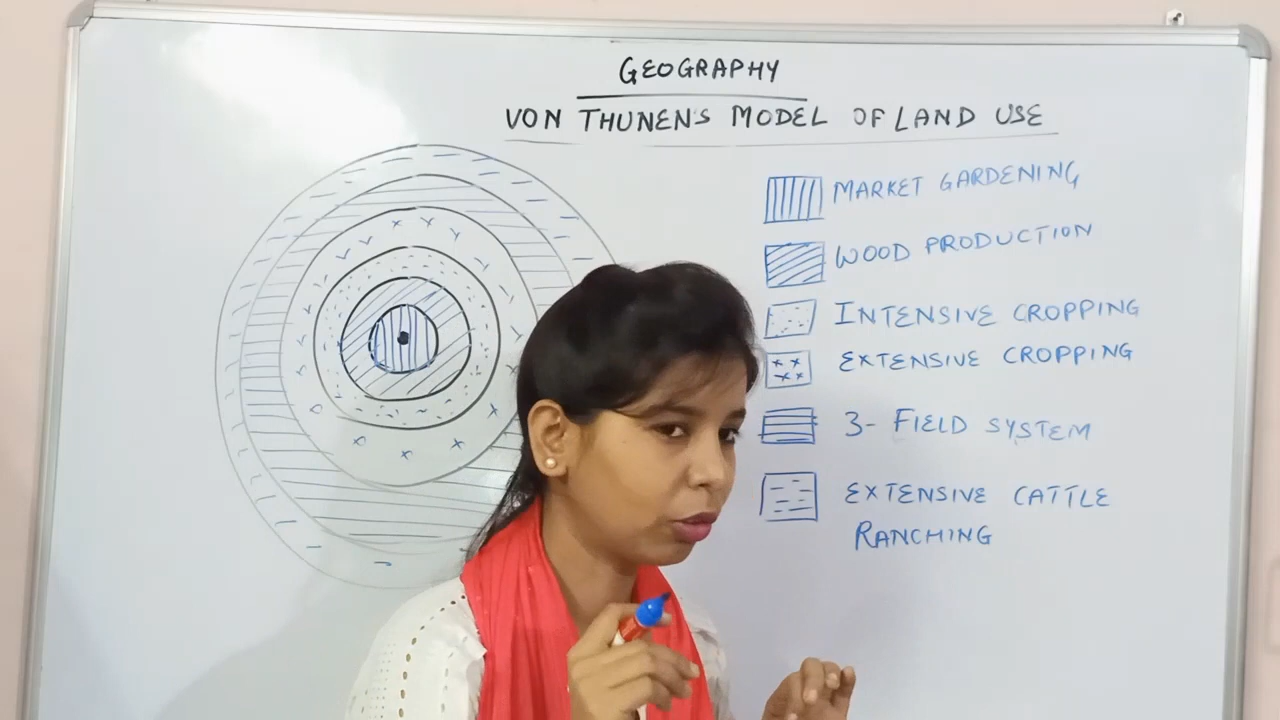 GEOGRAPHY
VON THUNEN'S MODEL OF LAND USE
MARKET GARDENING
WOOD PRODUCTION
INTENSIVE CROPPING
EXTENSIVE CROPPING
3- FIELD SYSTEM
EXTENSIVE CATTLE
RANCHING